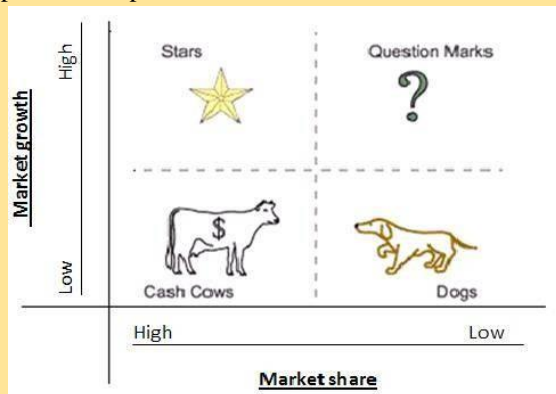 Stars
Question Marks
High
?
Market growth
$
Low
Cash Cows
Dogs
High
Low
Market share